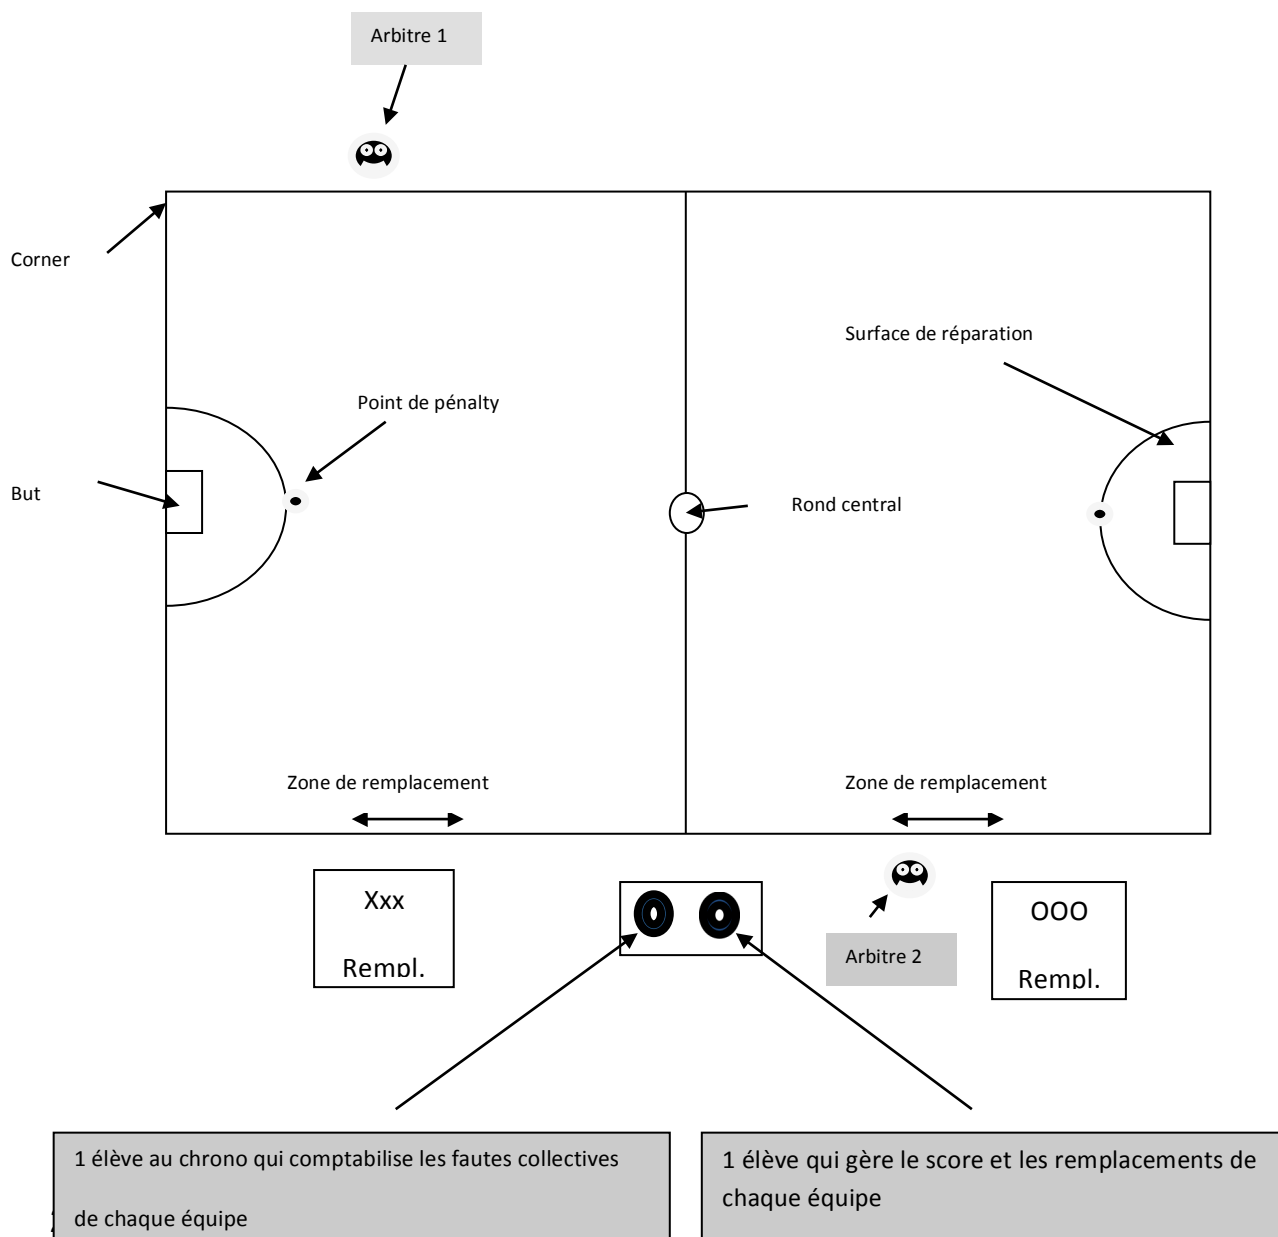 Arbitre 1
Corner
Surface de réparation
Point de pénalty
But
Rond central
Zone de remplacement
Zone de remplacement
Xxx
Rempl.
OOO
Rempl.
Arbitre 2
1 élève au chrono qui comptabilise les fautes collectives
de chaque équipe
1 élève qui gère le score et les remplacements de
chaque équipe